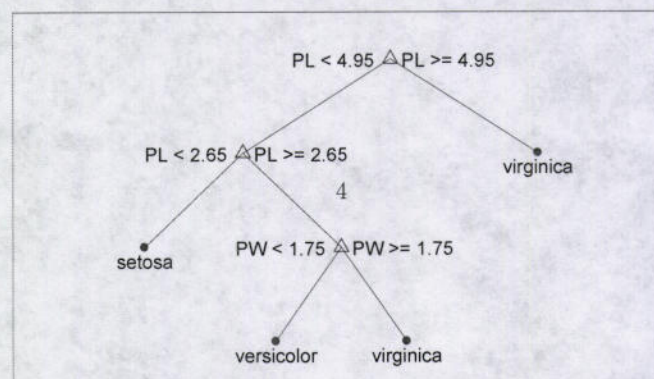 PL < 4.95 PL >= 4.95
PL < 2.65 PL >= 2.65
virginica
4
PW < 1.75 PW >= 1.75
setosa
versicolor virginica